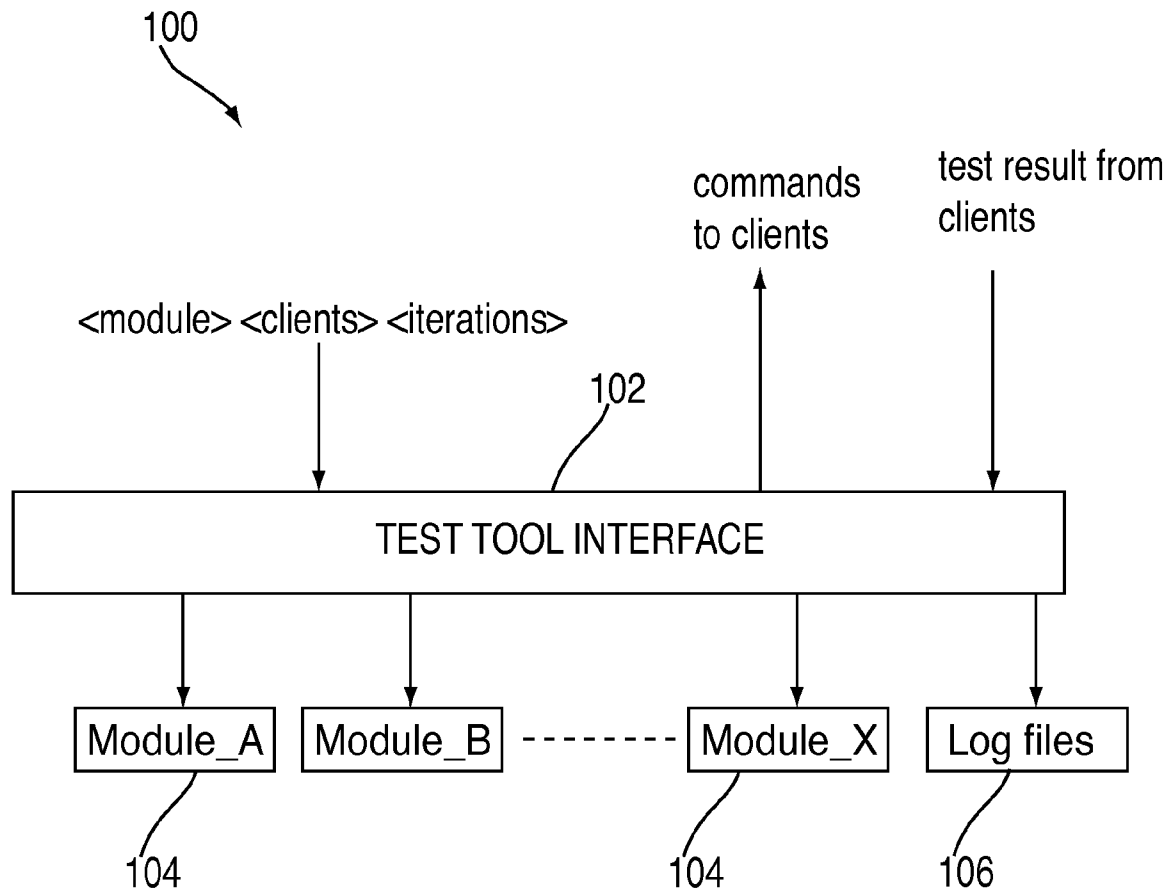 100
commands
to clients
test result from
clients
<module> <clients> <iterations>
102
TEST TOOL INTERFACE
Module_A
Module_B
Module_X
Log files
104
104
106